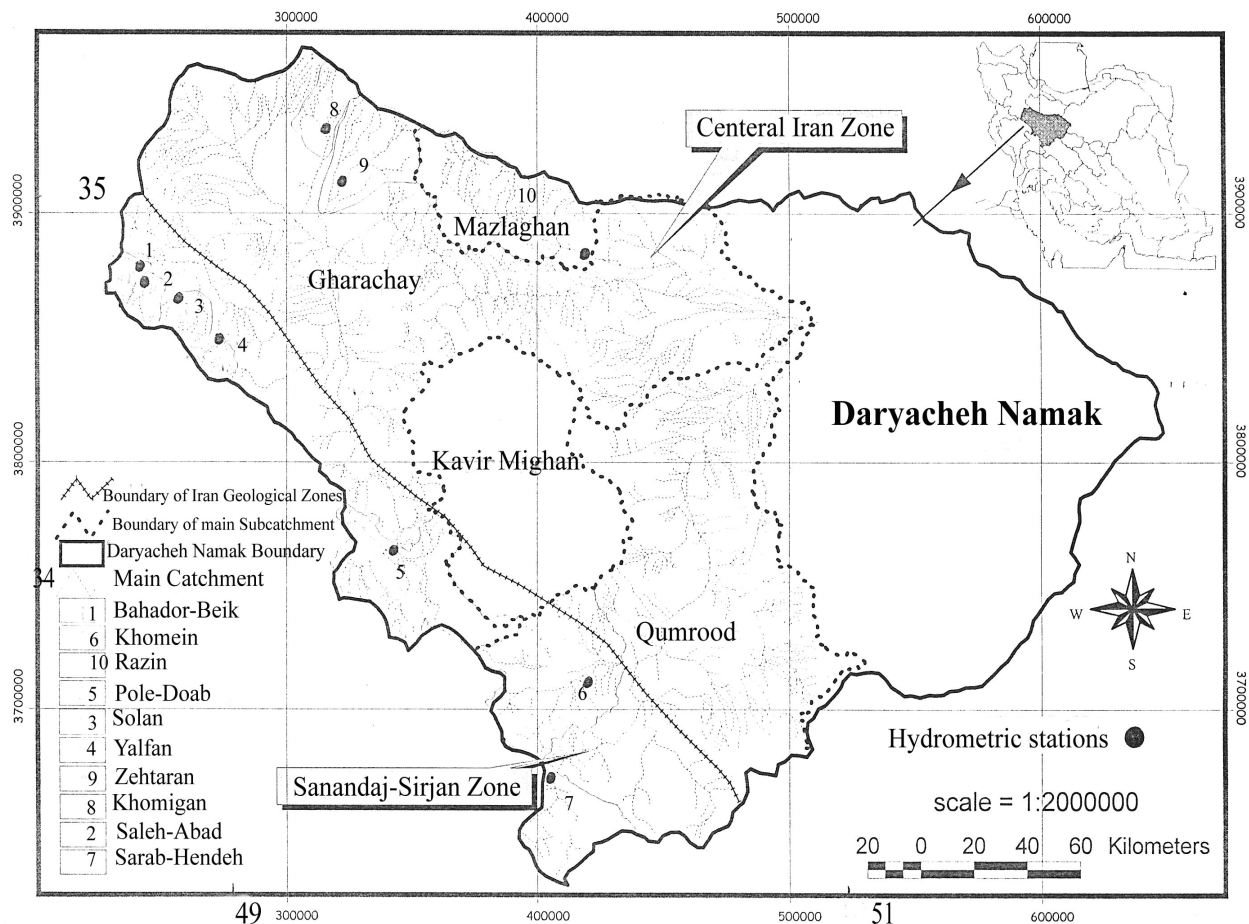 300000
400000
500000
600000
8
Centeral Iran Zone
9
35
10
3900000
3900000
Mazlaghan
1
Gharachay
2
3
4
Daryacheh Namak
3800000
Kavir Mighan
3800000
Boundary of Iran Geological Zones
Boundary of main Subcatchment
Daryacheh Namak Boundary
34
Main Catchment
5
N
W
E
S
1 Bahador-Beik
6 Khomein
Qumrood
10 Razin
5 Pole-Doab
6
3700000
3700000
3 Solan
4 Yalfan
Hydrometric stations
9 Zehtaran
Sanandaj-Sirjan Zone
7
8 Khomigan
scale = 1:2000000
2 Saleh-Abad
20 0 20 40 60 Kilometers
7 Sarab-Hendeh
49
300000
400000
500000
51
600000